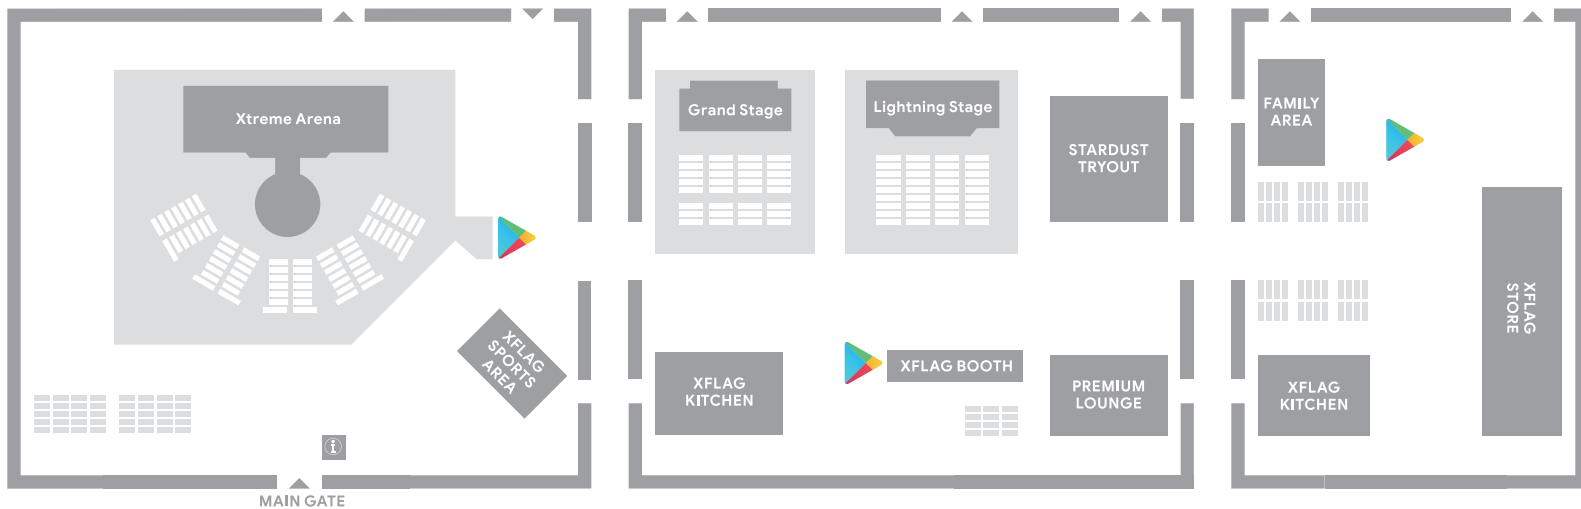 Xtreme Arena
XFLAG
SPORTS
AREA
MAIN GATE
Grand Stage
Lightning Stage
STARDUST
TRYOUT
XFLAG
KITCHEN
XFLAG BOOTH
PREMIUM
LOUNGE
FAMILY
AREA
XFLAG
STORE
XFLAG
KITCHEN